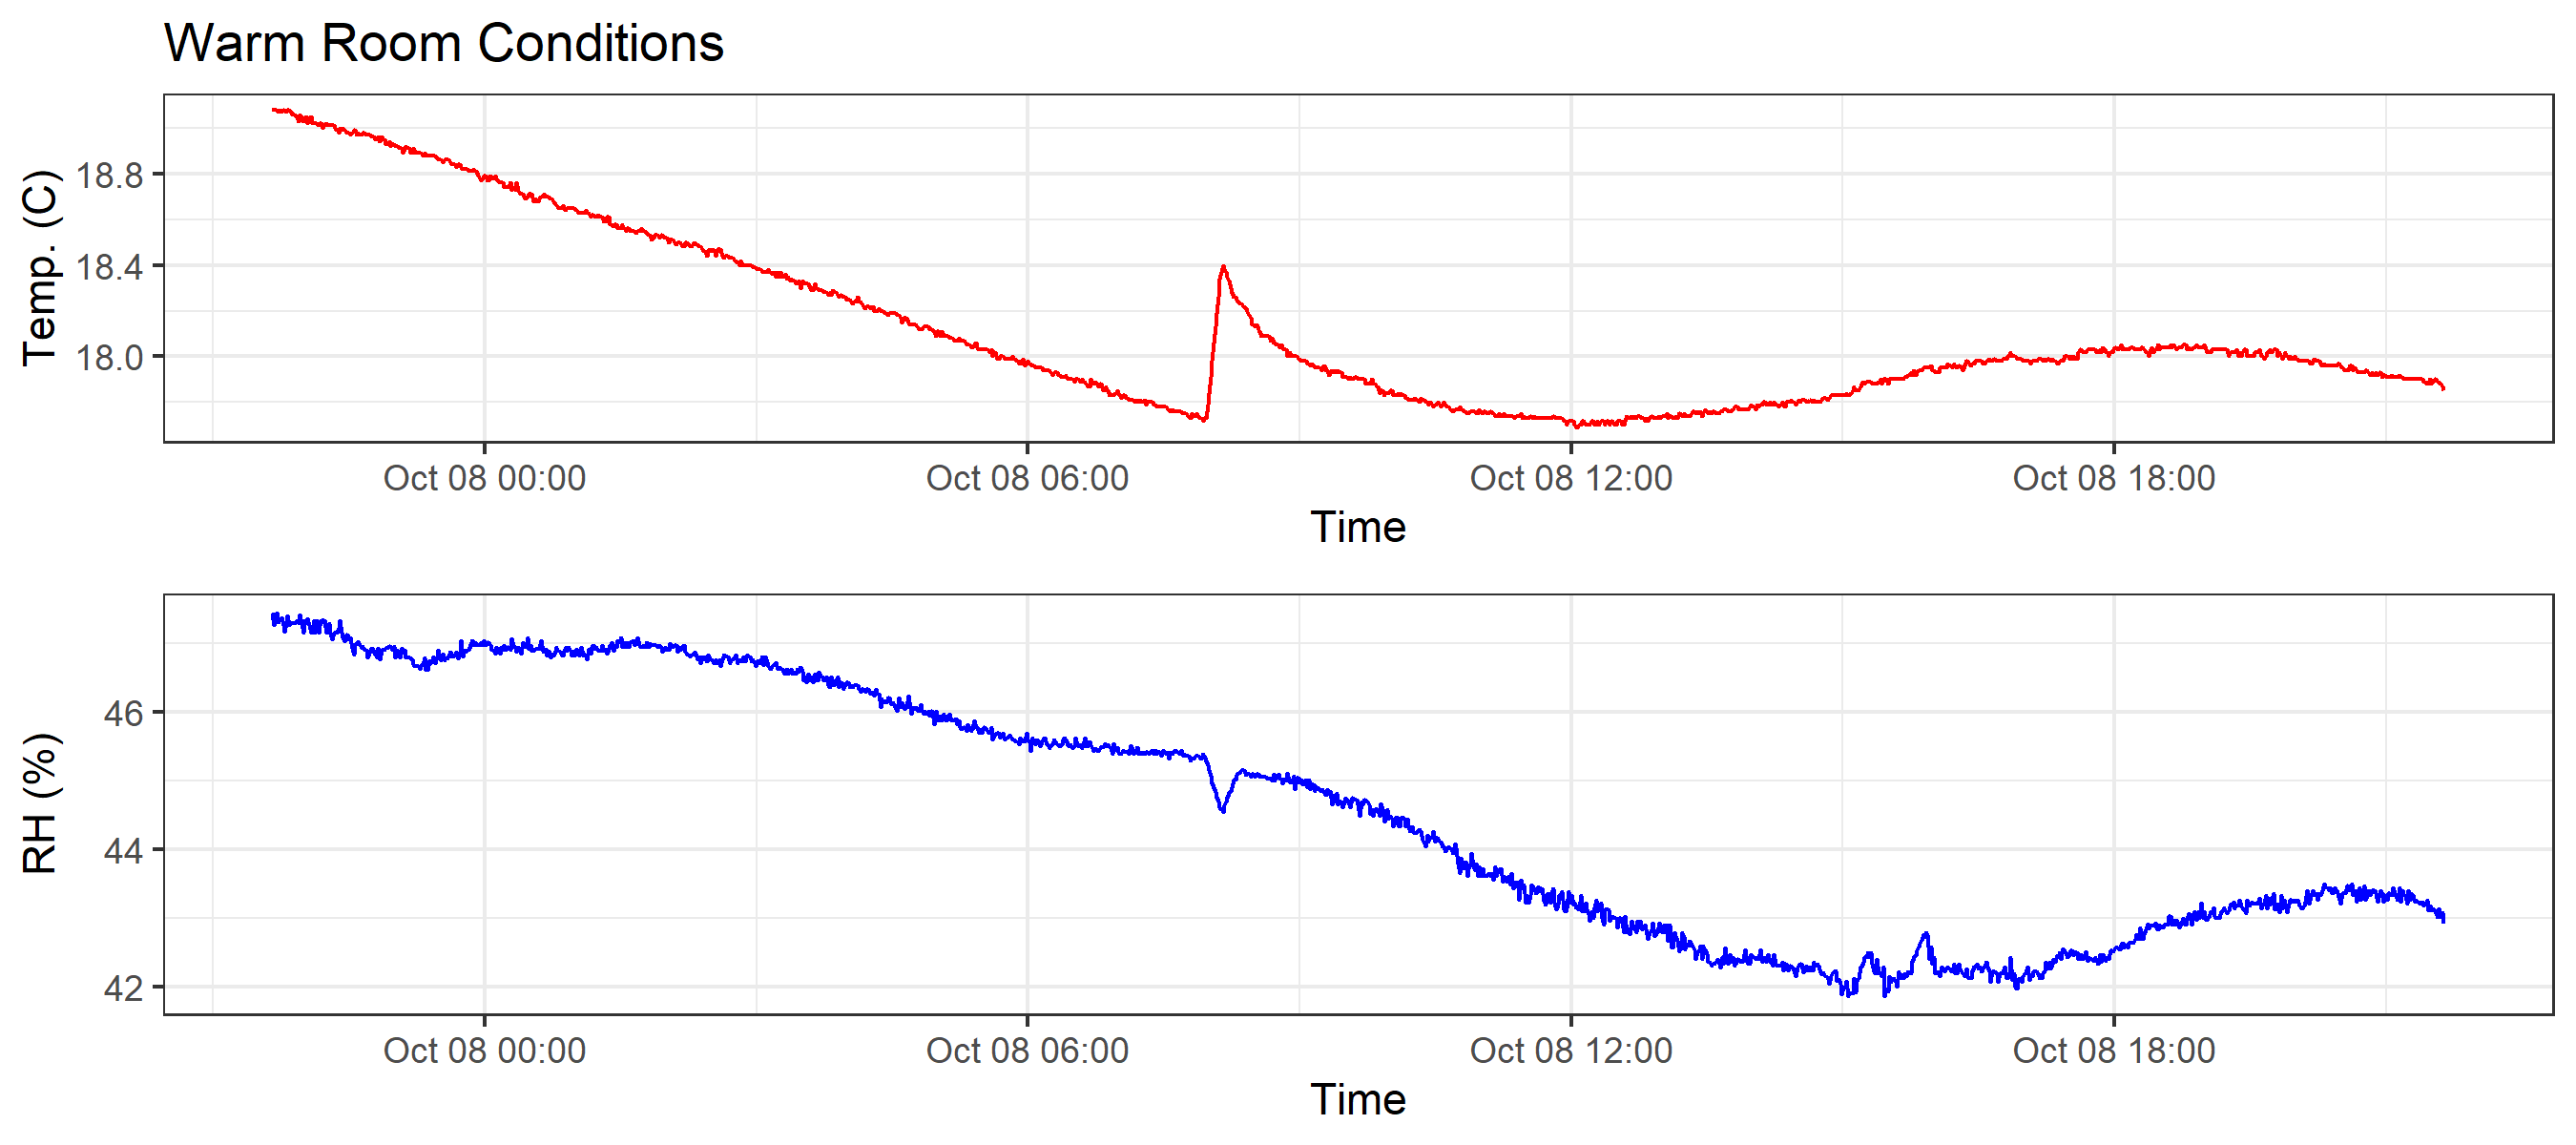 Warm Room Conditions
Temp. (C)
18.8
18.4
18.0
Oct 08 00:00 Oct 08 06:00 Oct 08 12:00 Oct 08 18:00
Time
RH (%)
46
44
42
Oct 08 00:00 Oct 08 06:00 Oct 08 12:00 Oct 08 18:00
Time